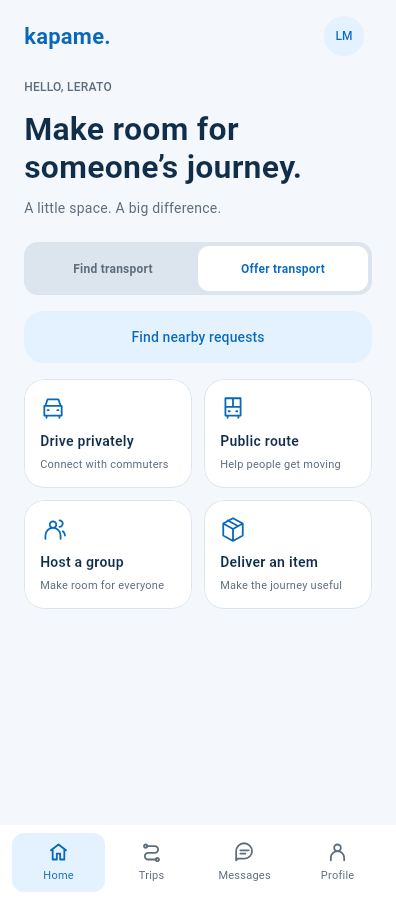 kapame.
LM
HELLO, LERATO
Make room for
someone’s journey.
A little space. A big difference.
Find transport
Offer transport
Find nearby requests
Drive privately
Connect with commuters
Public route
Help people get moving
Host a group
Make room for everyone
Deliver an item
Make the journey useful
Home
Trips
Messages
Profile